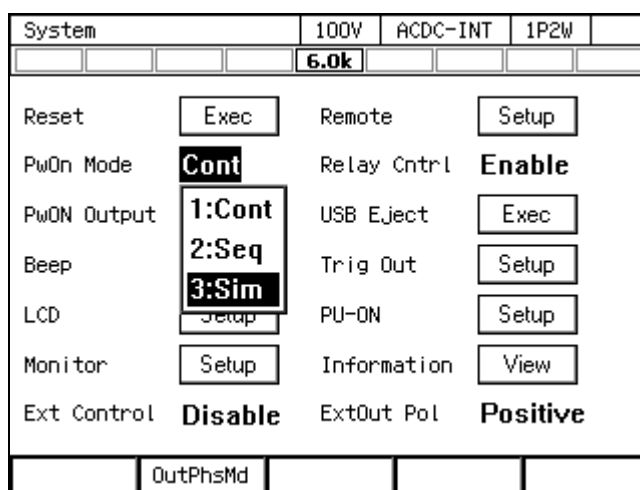 System 100V ACDC-INT 1P2W
6.0k
Reset Exec Remote Setup
PwOn Mode Cont Relay Cntrl Enable
PwON Output 1:Cont USB Eject Exec
2:Seq
Beep Trig Out Setup
3:Sim
LCD Setup PU-ON Setup
Monitor Setup Information View
Ext Control Disable ExtOut Pol Positive
OutPhsMd